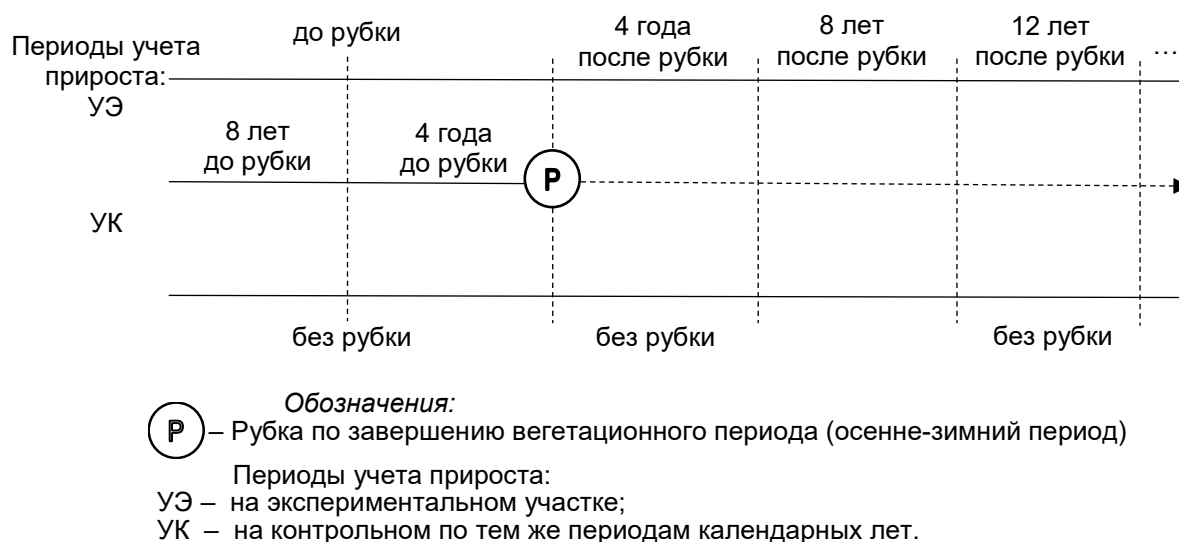 Периоды учета прироста:
до рубки
4 года после рубки
8 лет после рубки
12 лет после рубки
...
УЭ
8 лет до рубки
4 года до рубки
Р
УК
без рубки
без рубки
без рубки
Обозначения:
Р – Рубка по завершению вегетационного периода (осенне-зимний период)
Периоды учета прироста:
УЭ – на экспериментальном участке;
УК – на контрольном по тем же периодам календарных лет.